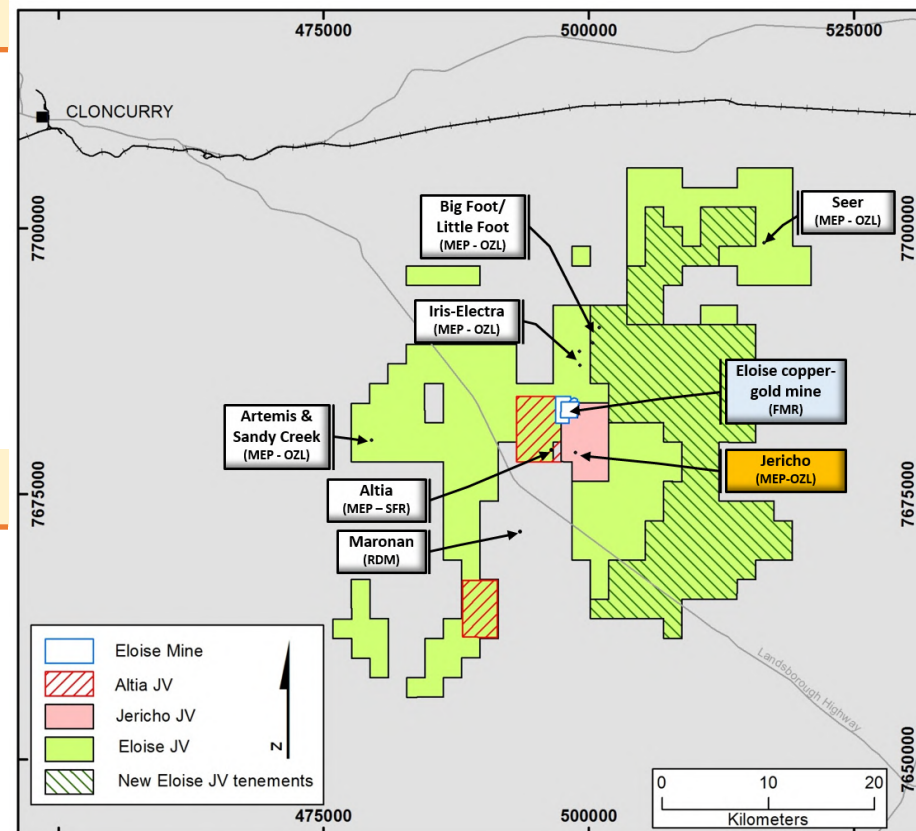 475000
500000
525000
CLONCURRY
Big Foot/
Little Foot
(MEP - OZL)
Seer
(MEP - OZL)
7700000
7700000
Iris-Electra
(MEP - OZL)
Eloise copper-
gold mine
(FMR)
Artemis &
Sandy Creek
(MEP - OZL)
Jericho
(MEP-OZL)
Altia
(MEP – SFR)
7675000
7675000
Maronan
(RDM)
Eloise Mine
Altia JV
Jericho JV
Eloise JV
New Eloise JV tenements
N
Landsborough Highway
7650000
0 10 20
Kilometers
475000
500000